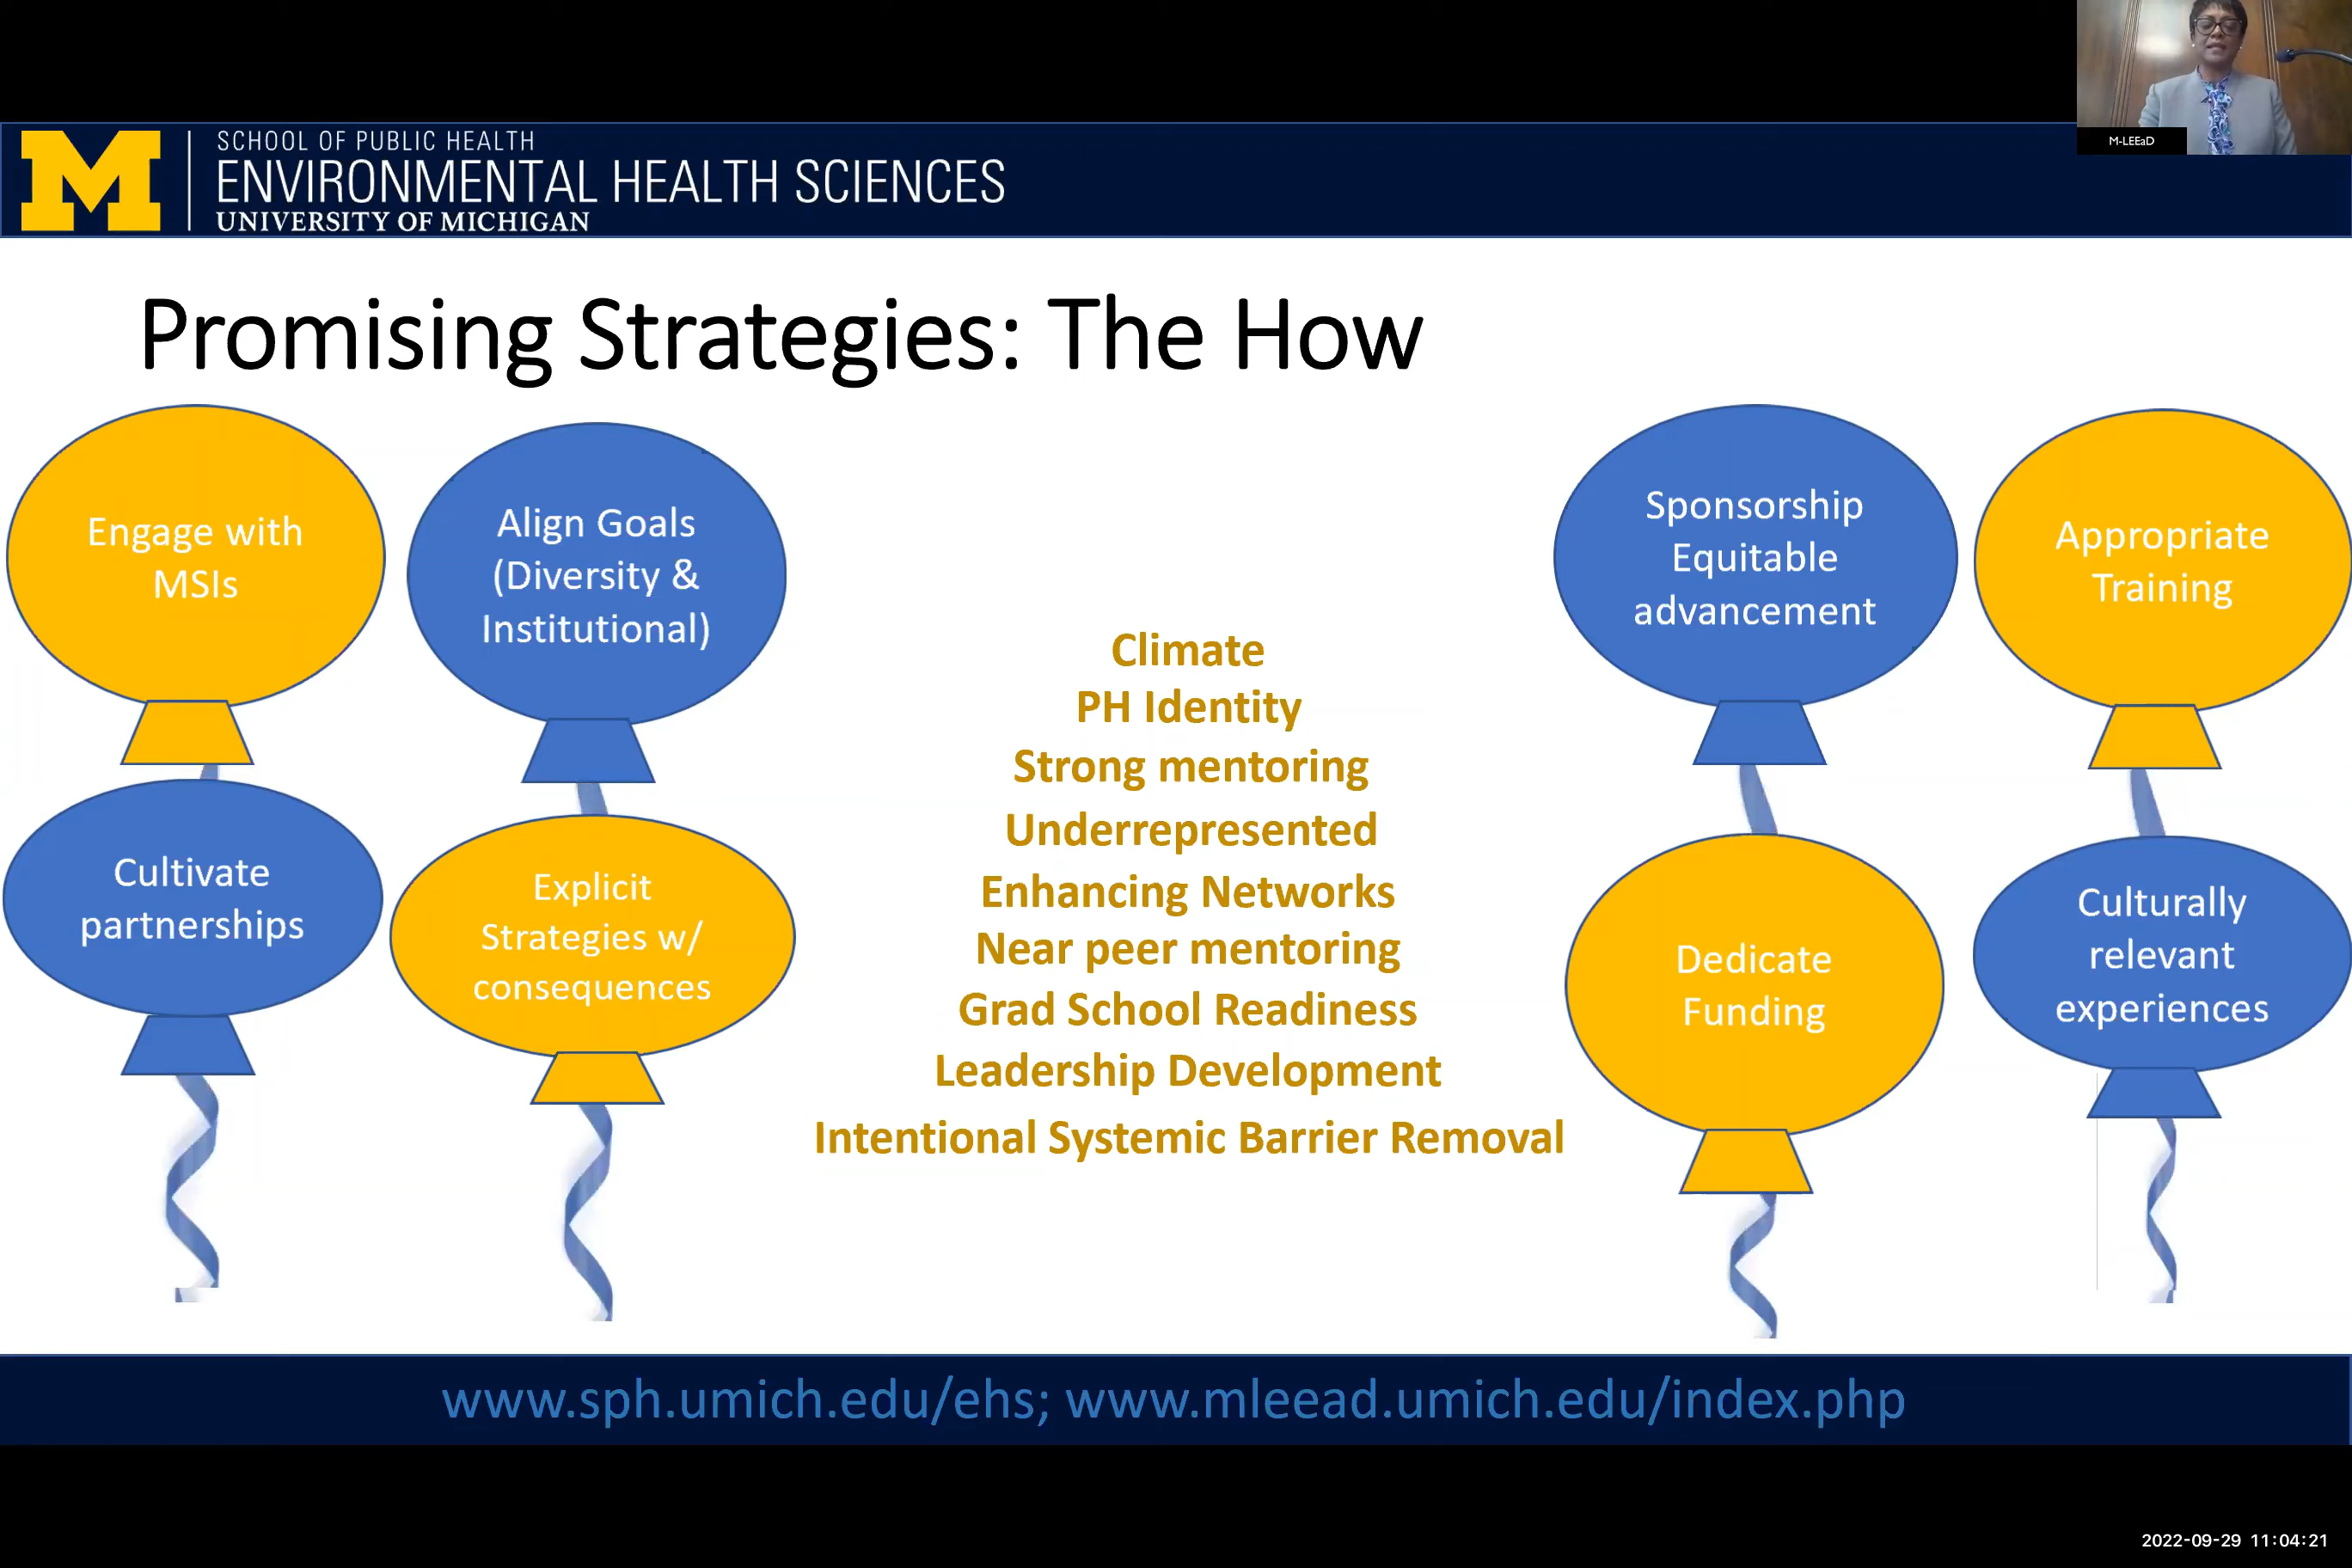 M-LEEaD
M
SCHOOL OF PUBLIC HEALTH
ENVIRONMENTAL HEALTH SCIENCES
UNIVERSITY OF MICHIGAN
Promising Strategies: The How
Engage with
MSIs
Align Goals
(Diversity &
Institutional)
Cultivate
partnerships
Explicit
Strategies w/
consequences
Climate
PH Identity
Strong mentoring
Underrepresented
Enhancing Networks
Near peer mentoring
Grad School Readiness
Leadership Development
Intentional Systemic Barrier Removal
Sponsorship
Equitable
advancement
Appropriate
Training
Dedicate
Funding
Culturally
relevant
experiences
www.sph.umich.edu/ehs; www.mleead.umich.edu/index.php
2022-09-29 11:04:21